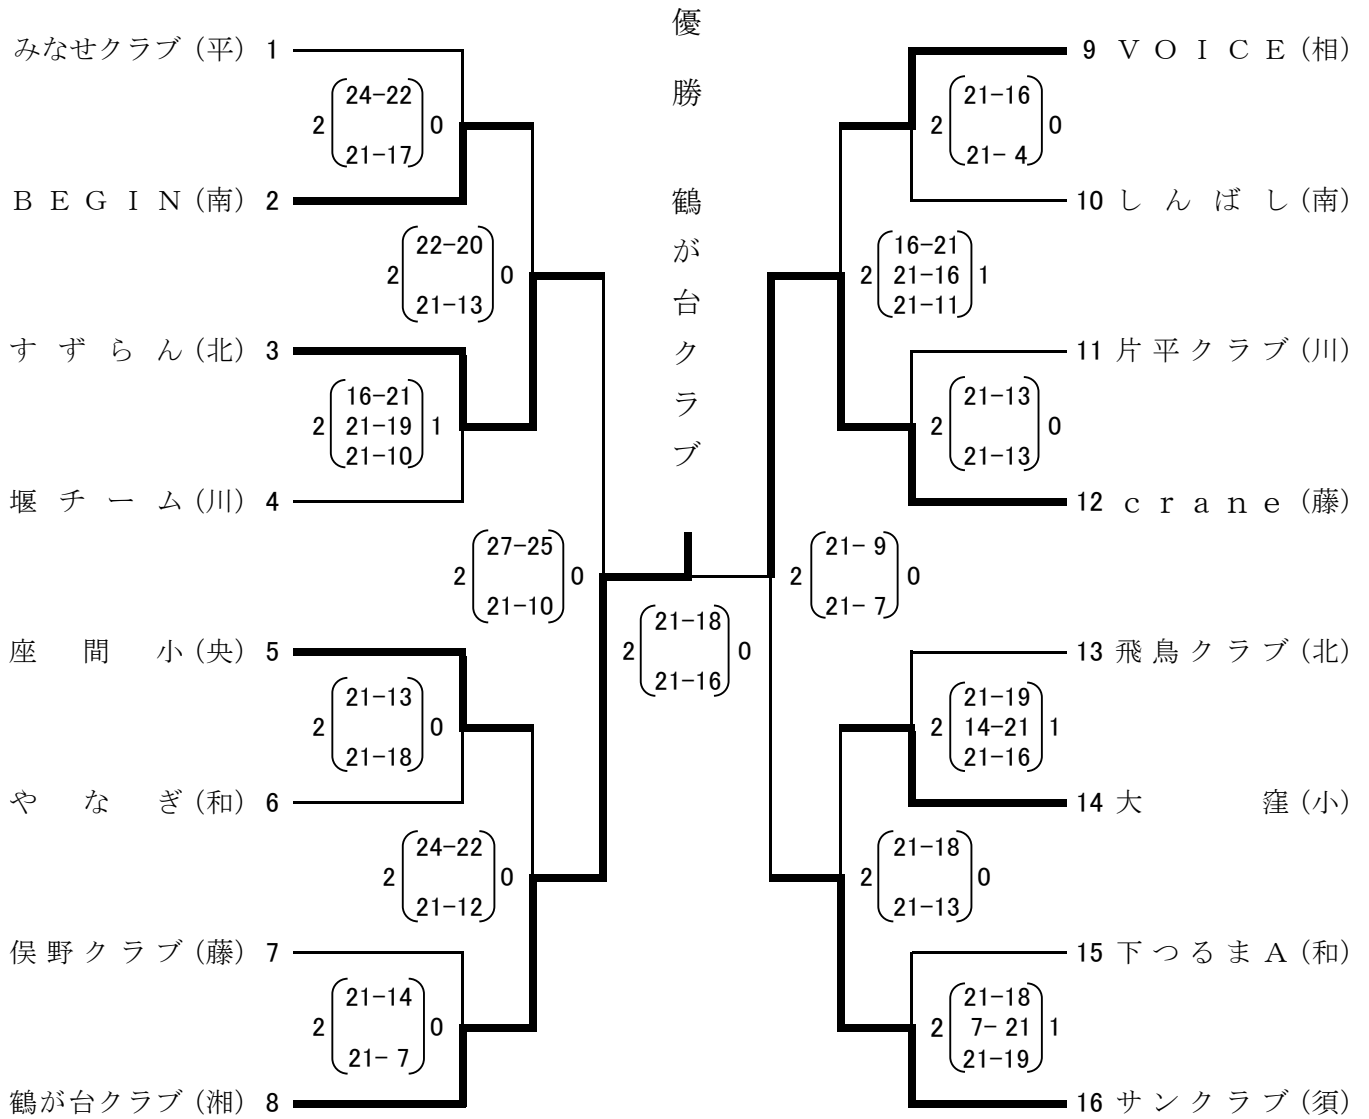 優勝 鶴が台クラブ
みなせクラブ (平) 1
2 24-22 21-17 0
BEGIN (南) 2
2 22-20 21-13 0
すずらん (北) 3
2 16-21 21-19 21-10 1
堰チーム (川) 4
2 27-25 21-10 0
座間小 (央) 5
2 21-13 21-18 0
やなぎ (和) 6
2 24-22 21-12 0
俣野クラブ (藤) 7
2 21-14 21- 7 0
鶴が台クラブ (湘) 8
2 21-18 21-16 0
9 VOICE (相)
2 21-16 21- 4 0
10 しんばし (南)
2 16-21 21-16 21-11 1
11 片平クラブ (川)
2 21-13 21-13 0
12 crane (藤)
2 21- 9 21- 7 0
13 飛鳥クラブ (北)
2 21-19 14-21 21-16 1
14 大窪 (小)
2 21-18 21-13 0
15 下つるまA (和)
2 21-18 7- 21 21-19 1
16 サンクラブ (須)